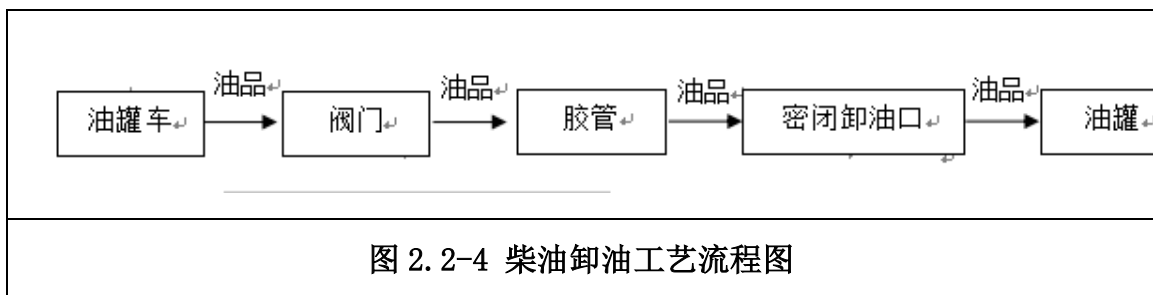 油品 油品 油品 油品
油罐车 阀门 胶管 密闭卸油口 油罐
图 2.2-4 柴油卸油工艺流程图